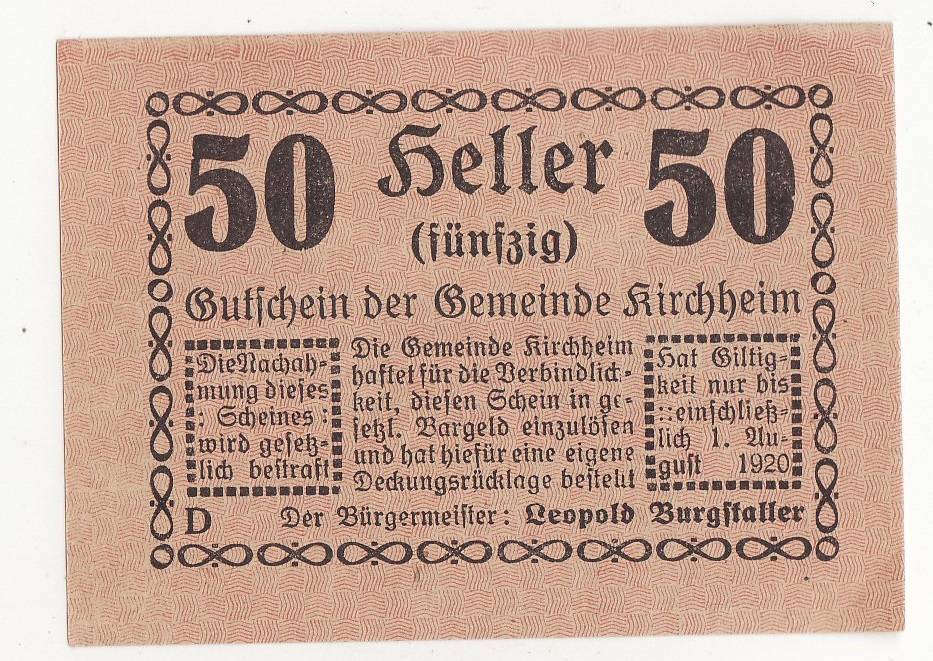 50 Heller 50
(fünfzig)
Gutschein der Gemeinde Kirchheim
Die Nachah-
mung dieses
: Scheines :
wird gesetz-
lich bestraft
Die Gemeinde Kirchheim
haftet für die Verbindlich-
keit, diesen Schein in ge-
setzl. Bargeld einzulösen
und hat hiefür eine eigene
Deckungsrücklage bestellt
Hat Giltig-
keit nur bis
:: einschließ-
lich 1. Au-
gust 1920
D Der Bürgermeister: Leopold Burgstaller